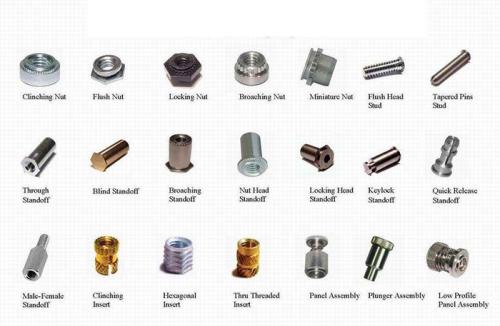 Clinching Nut Flush Nut Locking Nut Broaching Nut Miniature Nut Flush Head Tapered Pins
Stud Stud
Through Blind Standoff Broaching Nut Head Locking Head Keylock Quick Release
Standoff Standoff Standoff Standoff Standoff Standoff
Male-Female Clinching Hexagonal Thru Threaded Panel Assembly Plunger Assembly Low Profile
Standoff Insert Insert Insert Panel Assembly